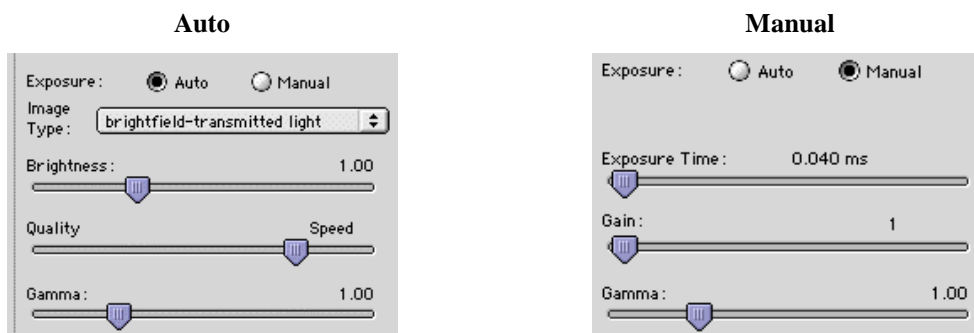 Auto
Exposure: Auto Manual
Image
Type: brightfield-transmitted light
Brightness: 1.00
Quality Speed
Gamma: 1.00
Manual
Exposure: Auto Manual
Exposure Time: 0.040 ms
Gain: 1
Gamma: 1.00